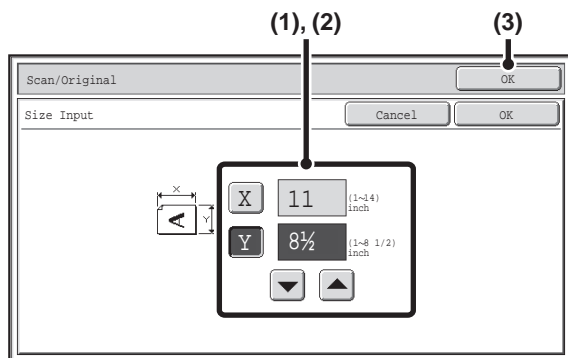 (1), (2) (3)
Scan/Original OK
Size Input Cancel OK
X
Y
A
X 11 (1~14)
inch
Y 8½ (1~8 1/2)
inch